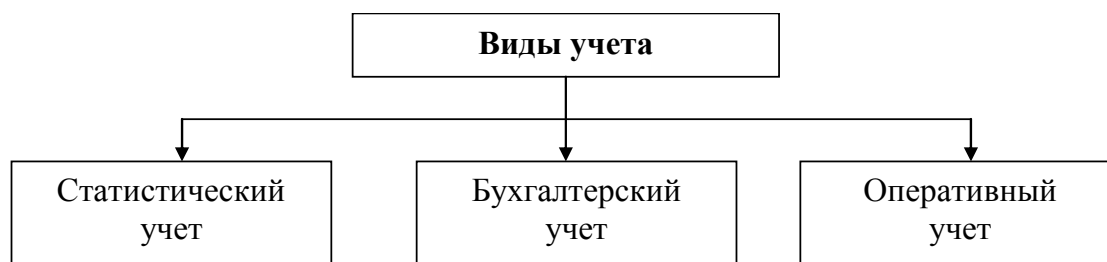 Виды учета
Статистический
учет
Бухгалтерский
учет
Оперативный
учет